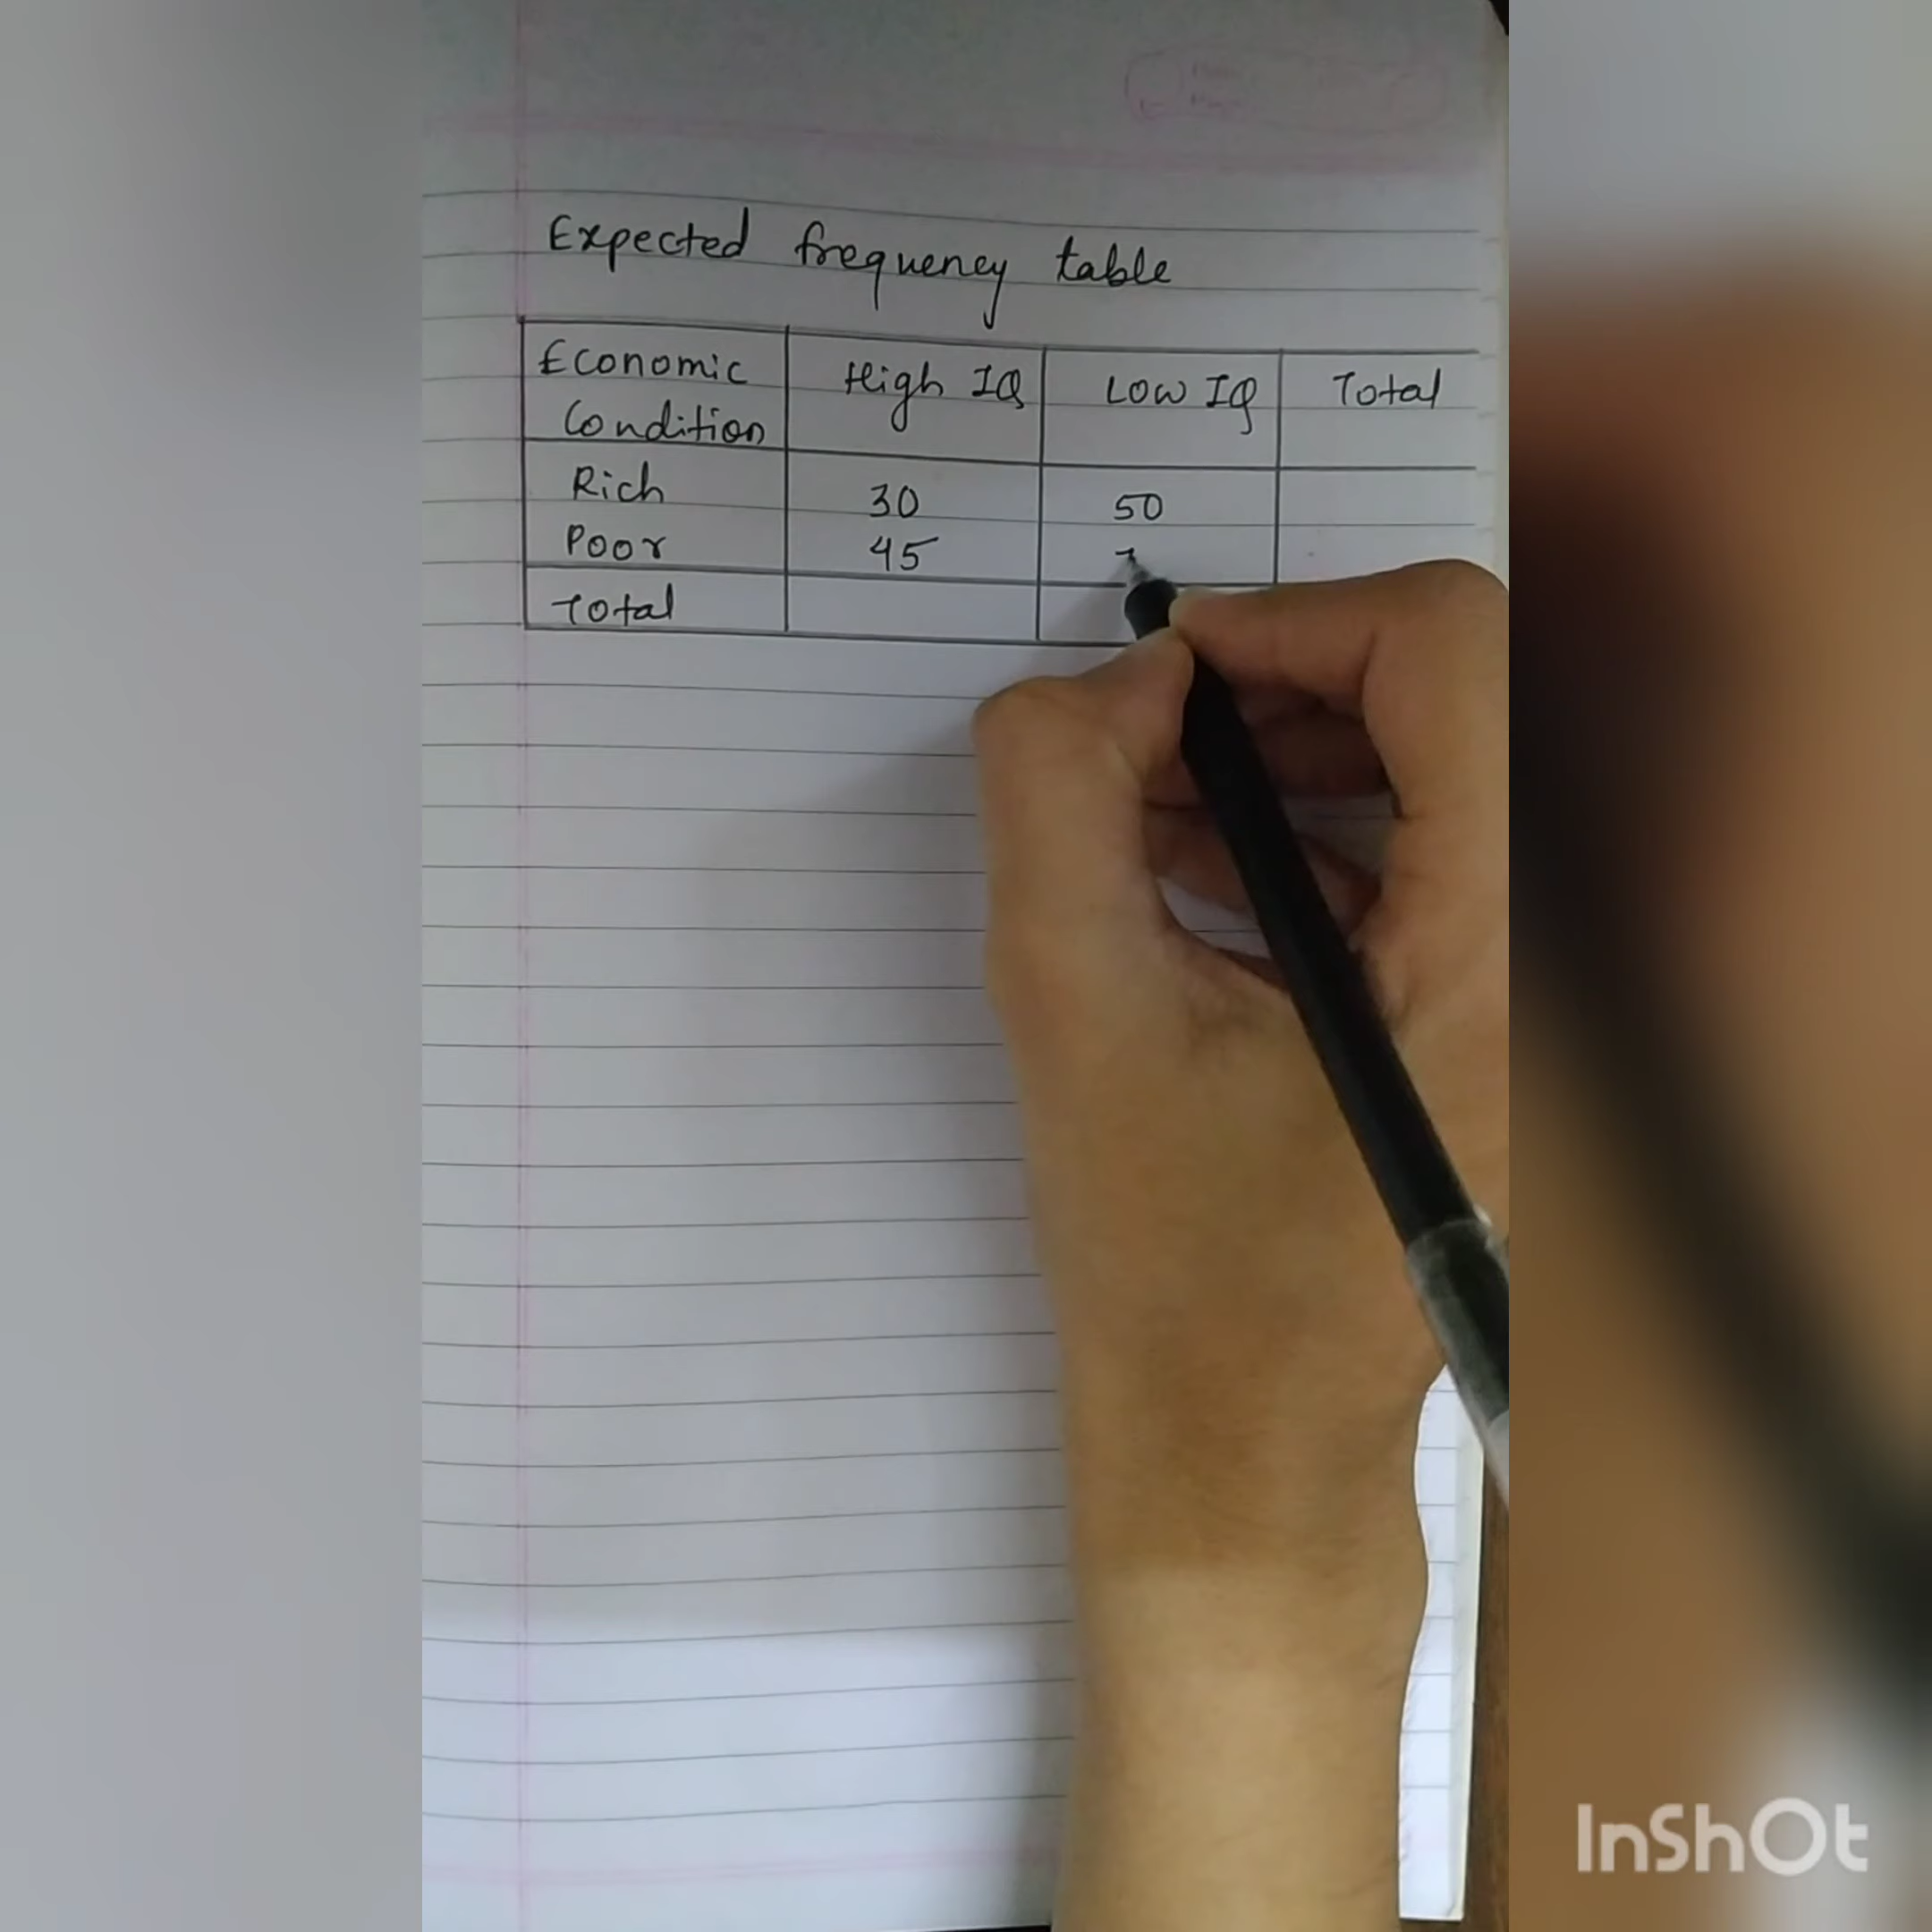 Expected frequency table
Economic Condition High IQ Low IQ Total
Rich 30 50
Poor 45
Total
InShOt